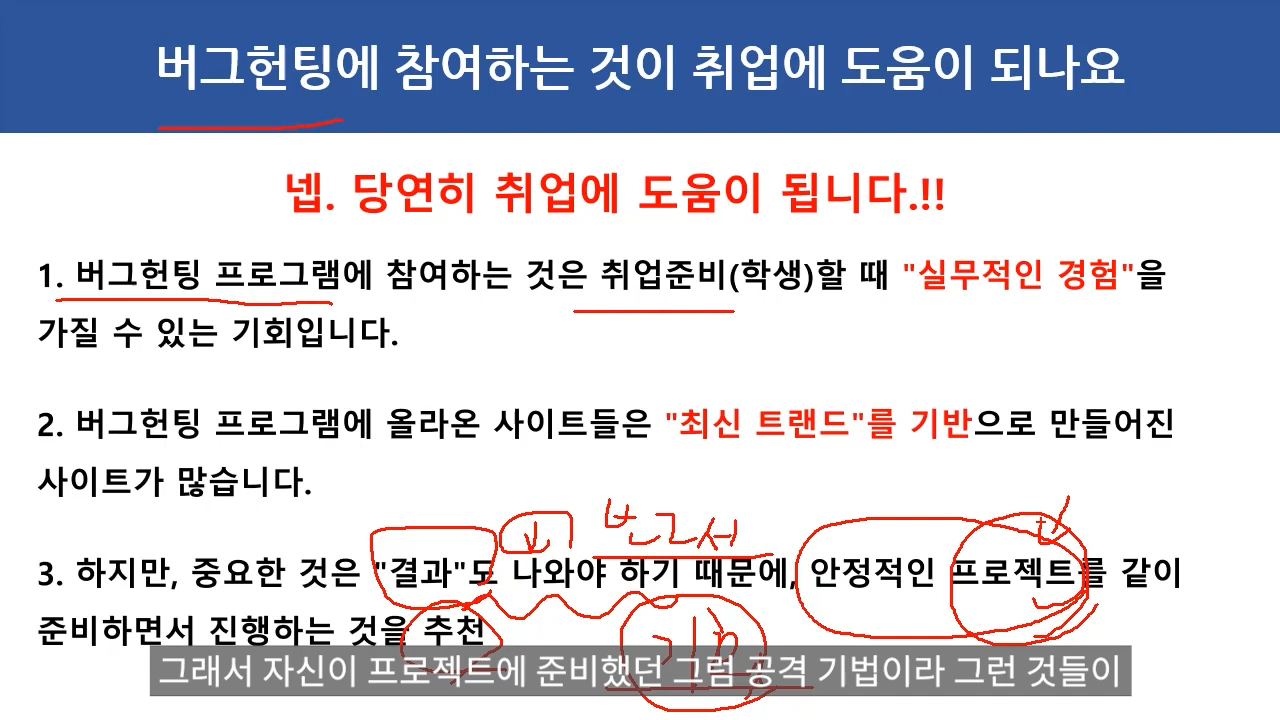 버그헌팅에 참여하는 것이 취업에 도움이 되나요
넵. 당연히 취업에 도움이 됩니다.!!
1. 버그헌팅 프로그램에 참여하는 것은 취업준비(학생)할 때 "실무적인 경험"을
가질 수 있는 기회입니다.
2. 버그헌팅 프로그램에 올라온 사이트들은 "최신 트랜드"를 기반으로 만들어진
사이트가 많습니다.
보고서
3. 하지만, 중요한 것은 "결과"도 나와야 하기 때문에, 안정적인 프로젝트를 같이
준비하면서 진행하는 것을 추천
그래서 자신이 프로젝트에 준비했던 그럼 공격 기법이라 그런 것들이